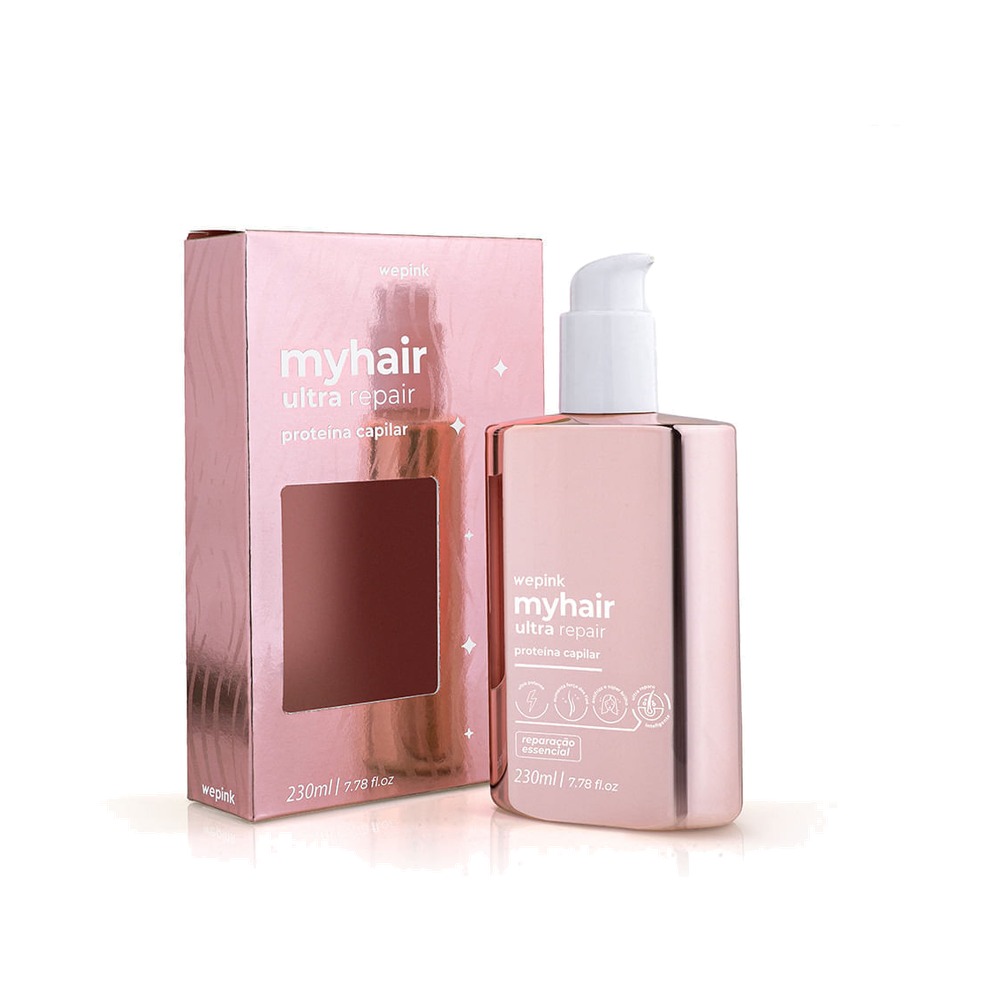 wepink
myhair
ultra repair
proteína capilar
230ml | 7.78 fl.oz
wepink
wepink
myhair
ultra repair
proteína capilar
reparação
essencial
230ml | 7.78 fl.oz